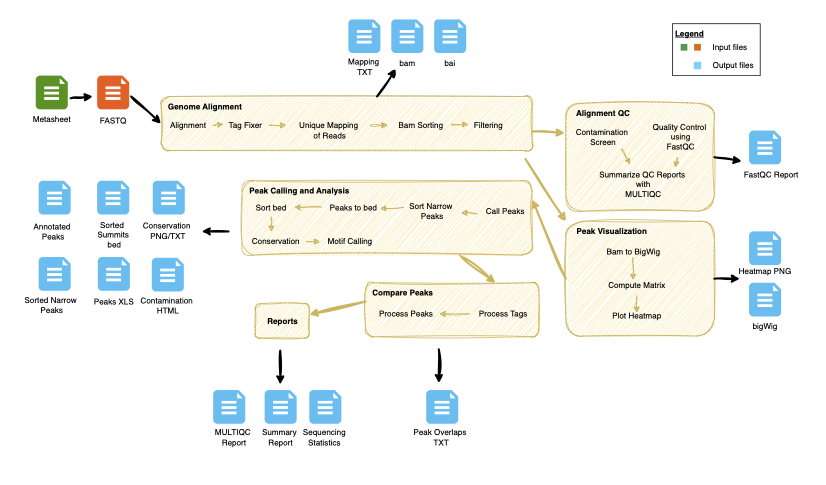 Mapping
TXT
bam
bai
Legend
Input files
Output files
Metasheet
FASTQ
Genome Alignment
Alignment
Tag Fixer
Unique Mapping
of Reads
Bam Sorting
Filtering
Alignment QC
Contamination
Screen
Quality Control
using
FastQC
Summarize QC Reports
with
MULTIQC
FastQC Report
Peak Calling and Analysis
Sort bed
Peaks to bed
Sort Narrow
Peaks
Call Peaks
Conservation
Motif Calling
Annotated
Peaks
Sorted
Summits
bed
Conservation
PNG/TXT
Sorted Narrow
Peaks
Peaks XLS
Contamination
HTML
Peak Visualization
Bam to BigWig
Compute Matrix
Plot Heatmap
Heatmap PNG
bigWig
Compare Peaks
Process Peaks
Process Tags
Reports
MULTIQC
Report
Summary
Report
Sequencing
Statistics
Peak Overlaps
TXT